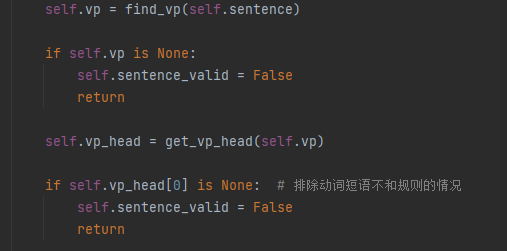 self.vp = find_vp(self.sentence)
if self.vp is None:
self.sentence_valid = False
return
self.vp_head = get_vp_head(self.vp)
if self.vp_head[0] is None:  # 排除动词短语不和规则的情况
self.sentence_valid = False
return